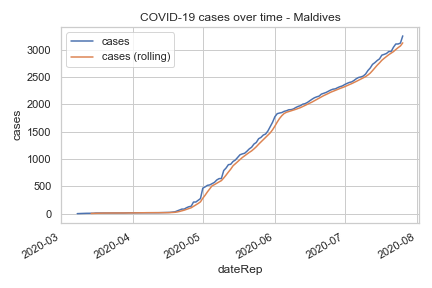 COVID-19 cases over time - Maldives
cases
cases (rolling)
3000
2500
2000
1500
1000
500
0
cases
2020-03
2020-04
2020-05
2020-06
2020-07
2020-08
dateRep